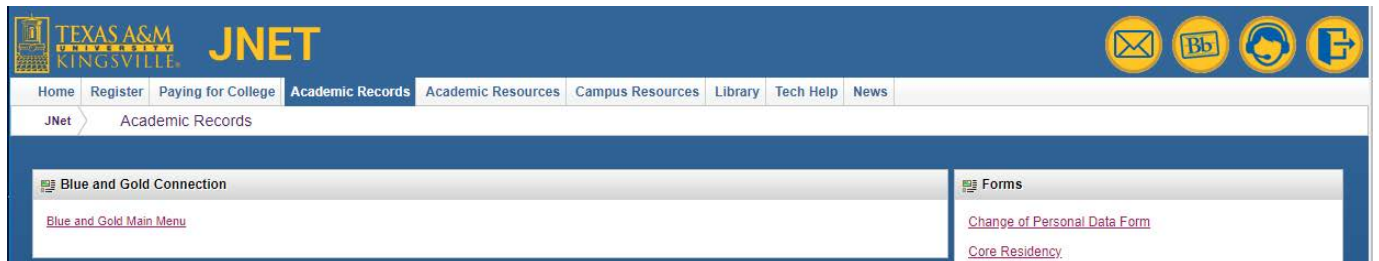 TEXAS A&M
UNIVERSITY
KINGSVILLE.
JNET
Bb
Home Register Paying for College Academic Records Academic Resources Campus Resources Library Tech Help News
JNet Academic Records
Blue and Gold Connection
Blue and Gold Main Menu
Forms
Change of Personal Data Form
Core Residency